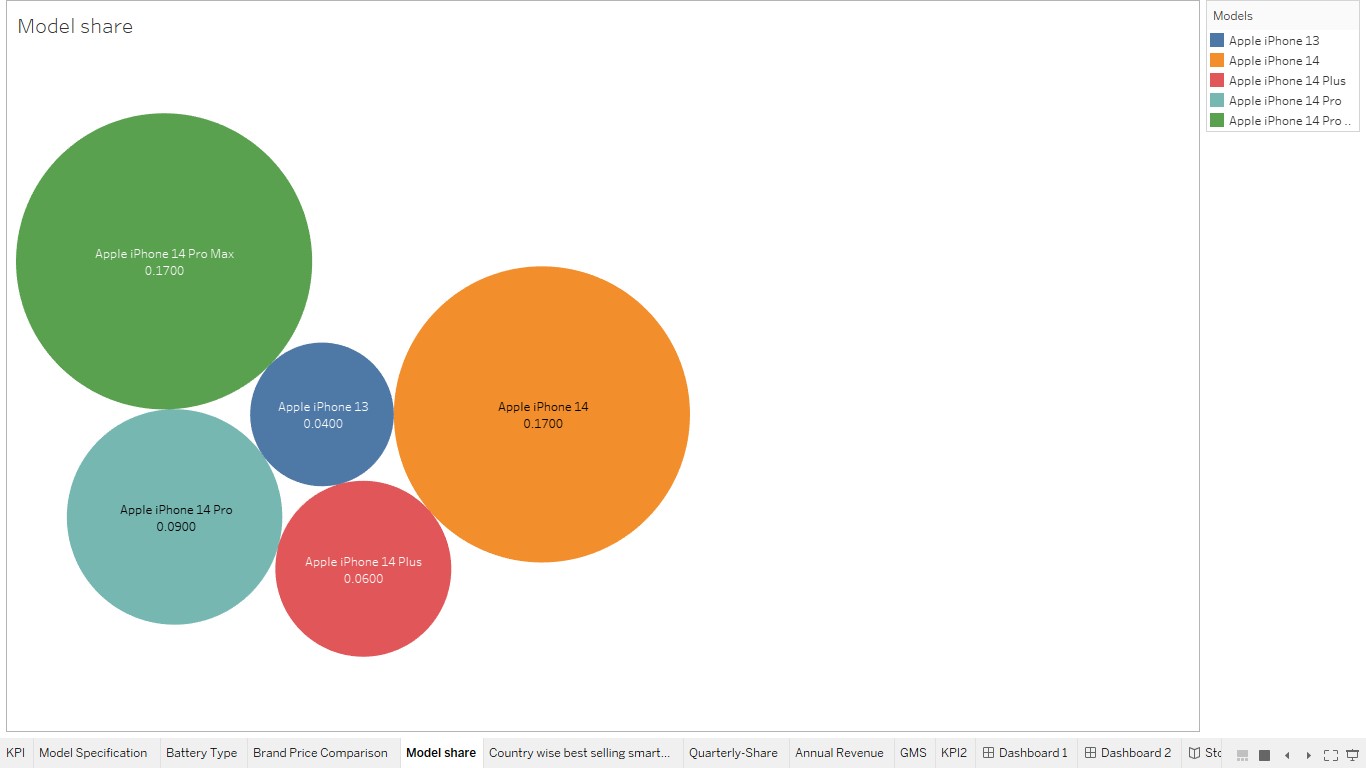 Model share
Models
Apple iPhone 13
Apple iPhone 14
Apple iPhone 14 Plus
Apple iPhone 14 Pro
Apple iPhone 14 Pro ..
Apple iPhone 14 Pro Max
0.1700
Apple iPhone 13
0.0400
Apple iPhone 14
0.1700
Apple iPhone 14 Pro
0.0900
Apple iPhone 14 Plus
0.0600
KPI Model Specification Battery Type Brand Price Comparison Model share Country wise best selling smart... Quarterly-Share Annual Revenue GMS KPI2 Dashboard 1 Dashboard 2 Sto